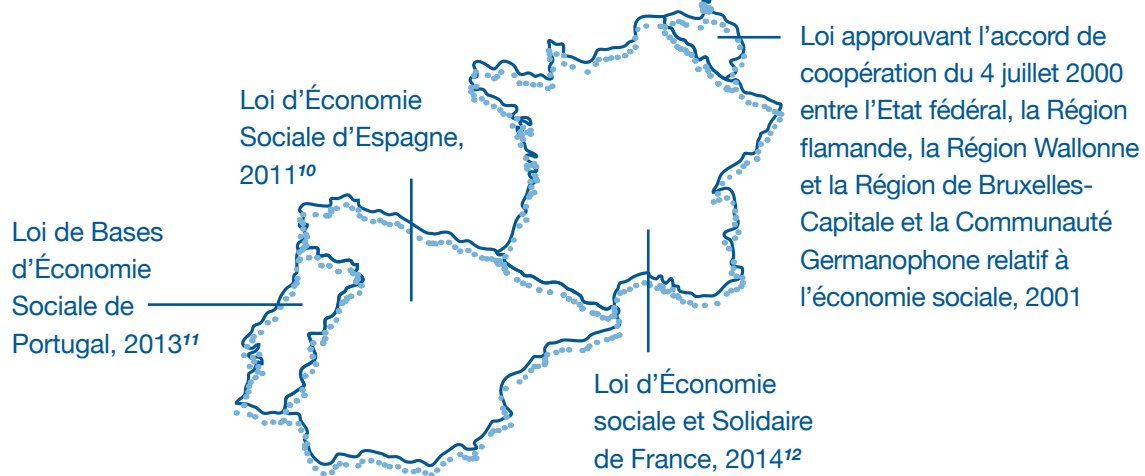 Loi approuvant l’accord de
coopération du 4 juillet 2000
entre l’Etat fédéral, la Région
flamande, la Région Wallonne
et la Région de Bruxelles-
Capitale et la Communauté
Germanophone relatif à
l’économie sociale, 2001
Loi d’Économie
Sociale d’Espagne,
2011¹⁰
Loi de Bases
d’Économie
Sociale de
Portugal, 2013¹¹
Loi d’Économie
sociale et Solidaire
de France, 2014¹²